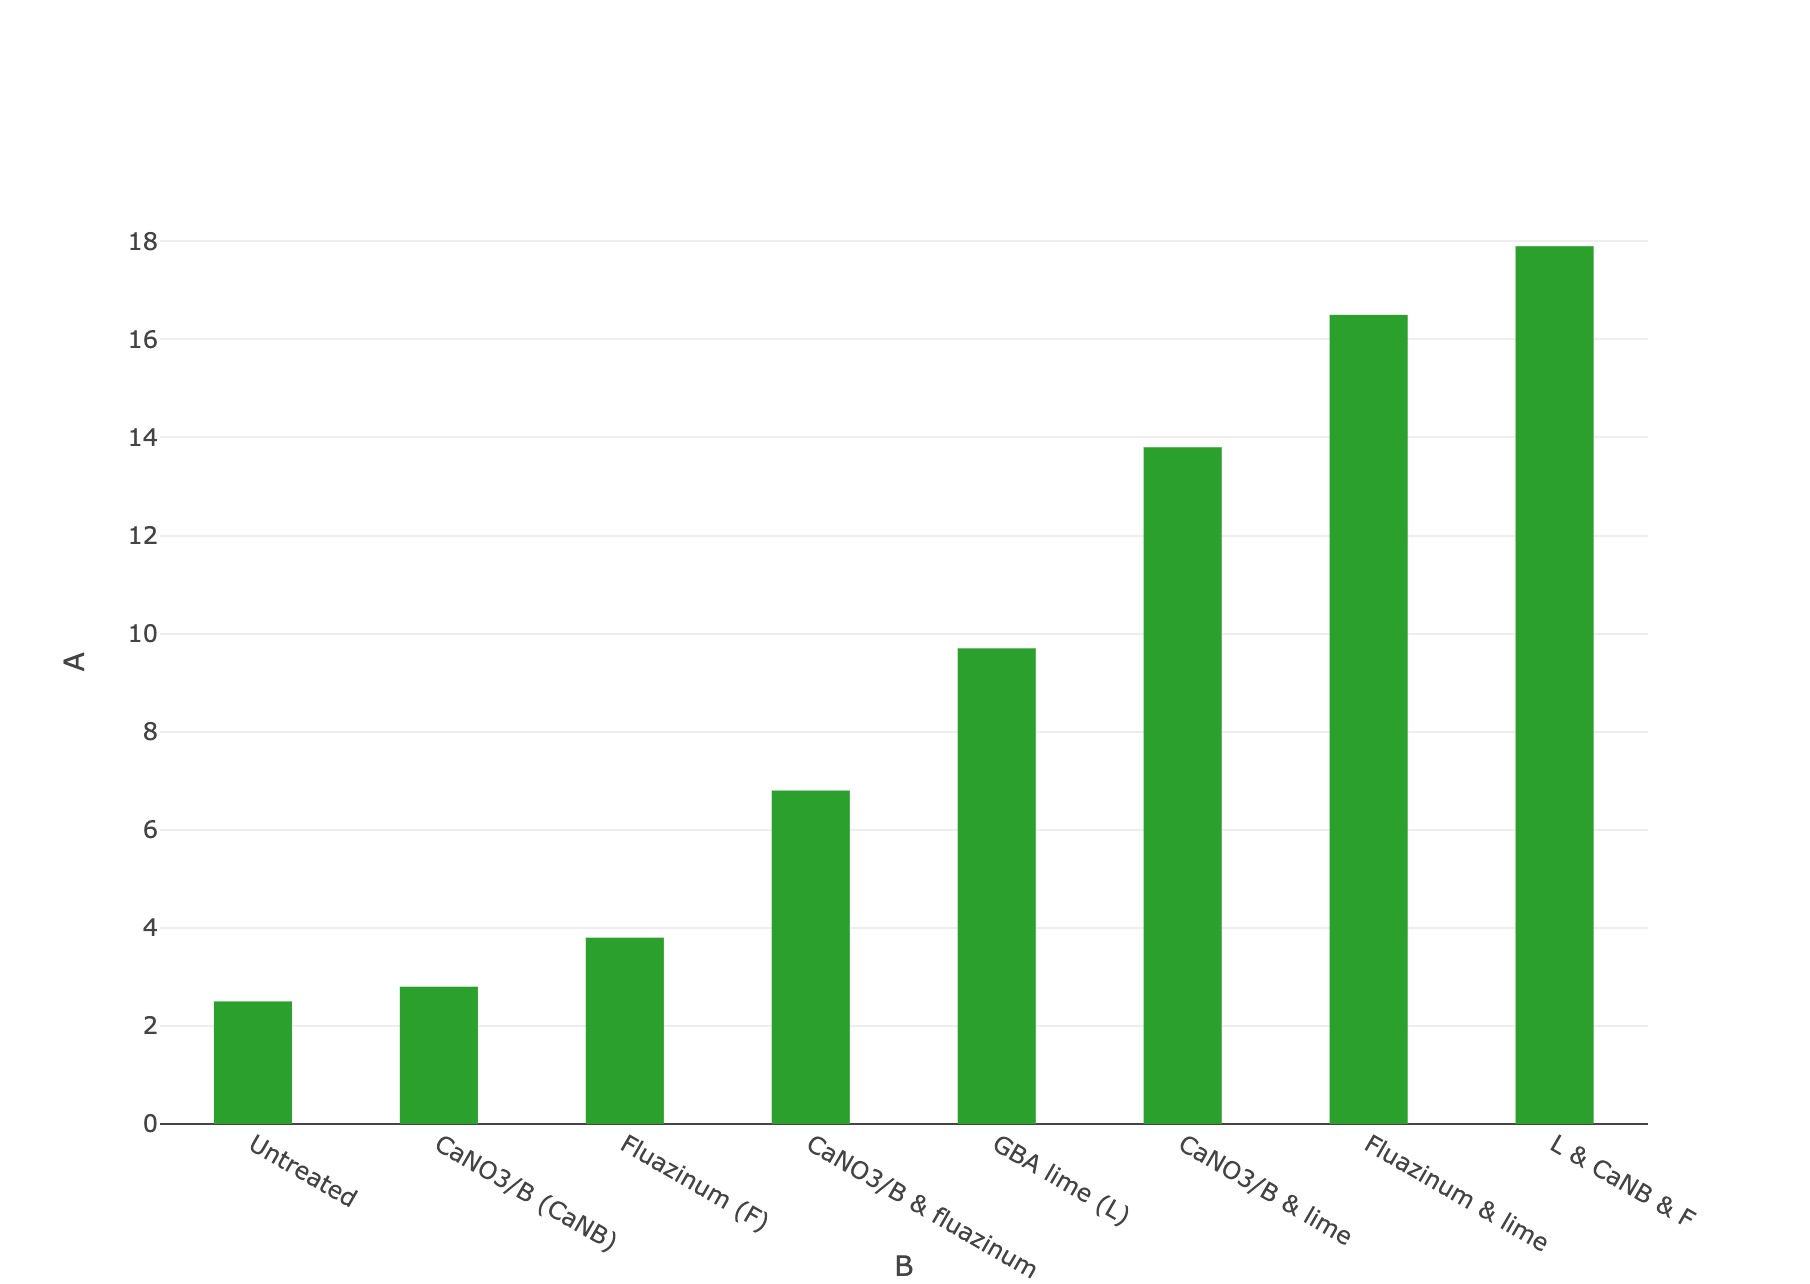 18
16
14
12
10
8
6
4
2
0
A
Untreated
CaNO3/B (CaNB)
Fluazinum (F)
CaNO3/B & fluazinum
GBA lime (L)
CaNO3/B & lime
Fluazinum & lime
L & CaNB & F
B